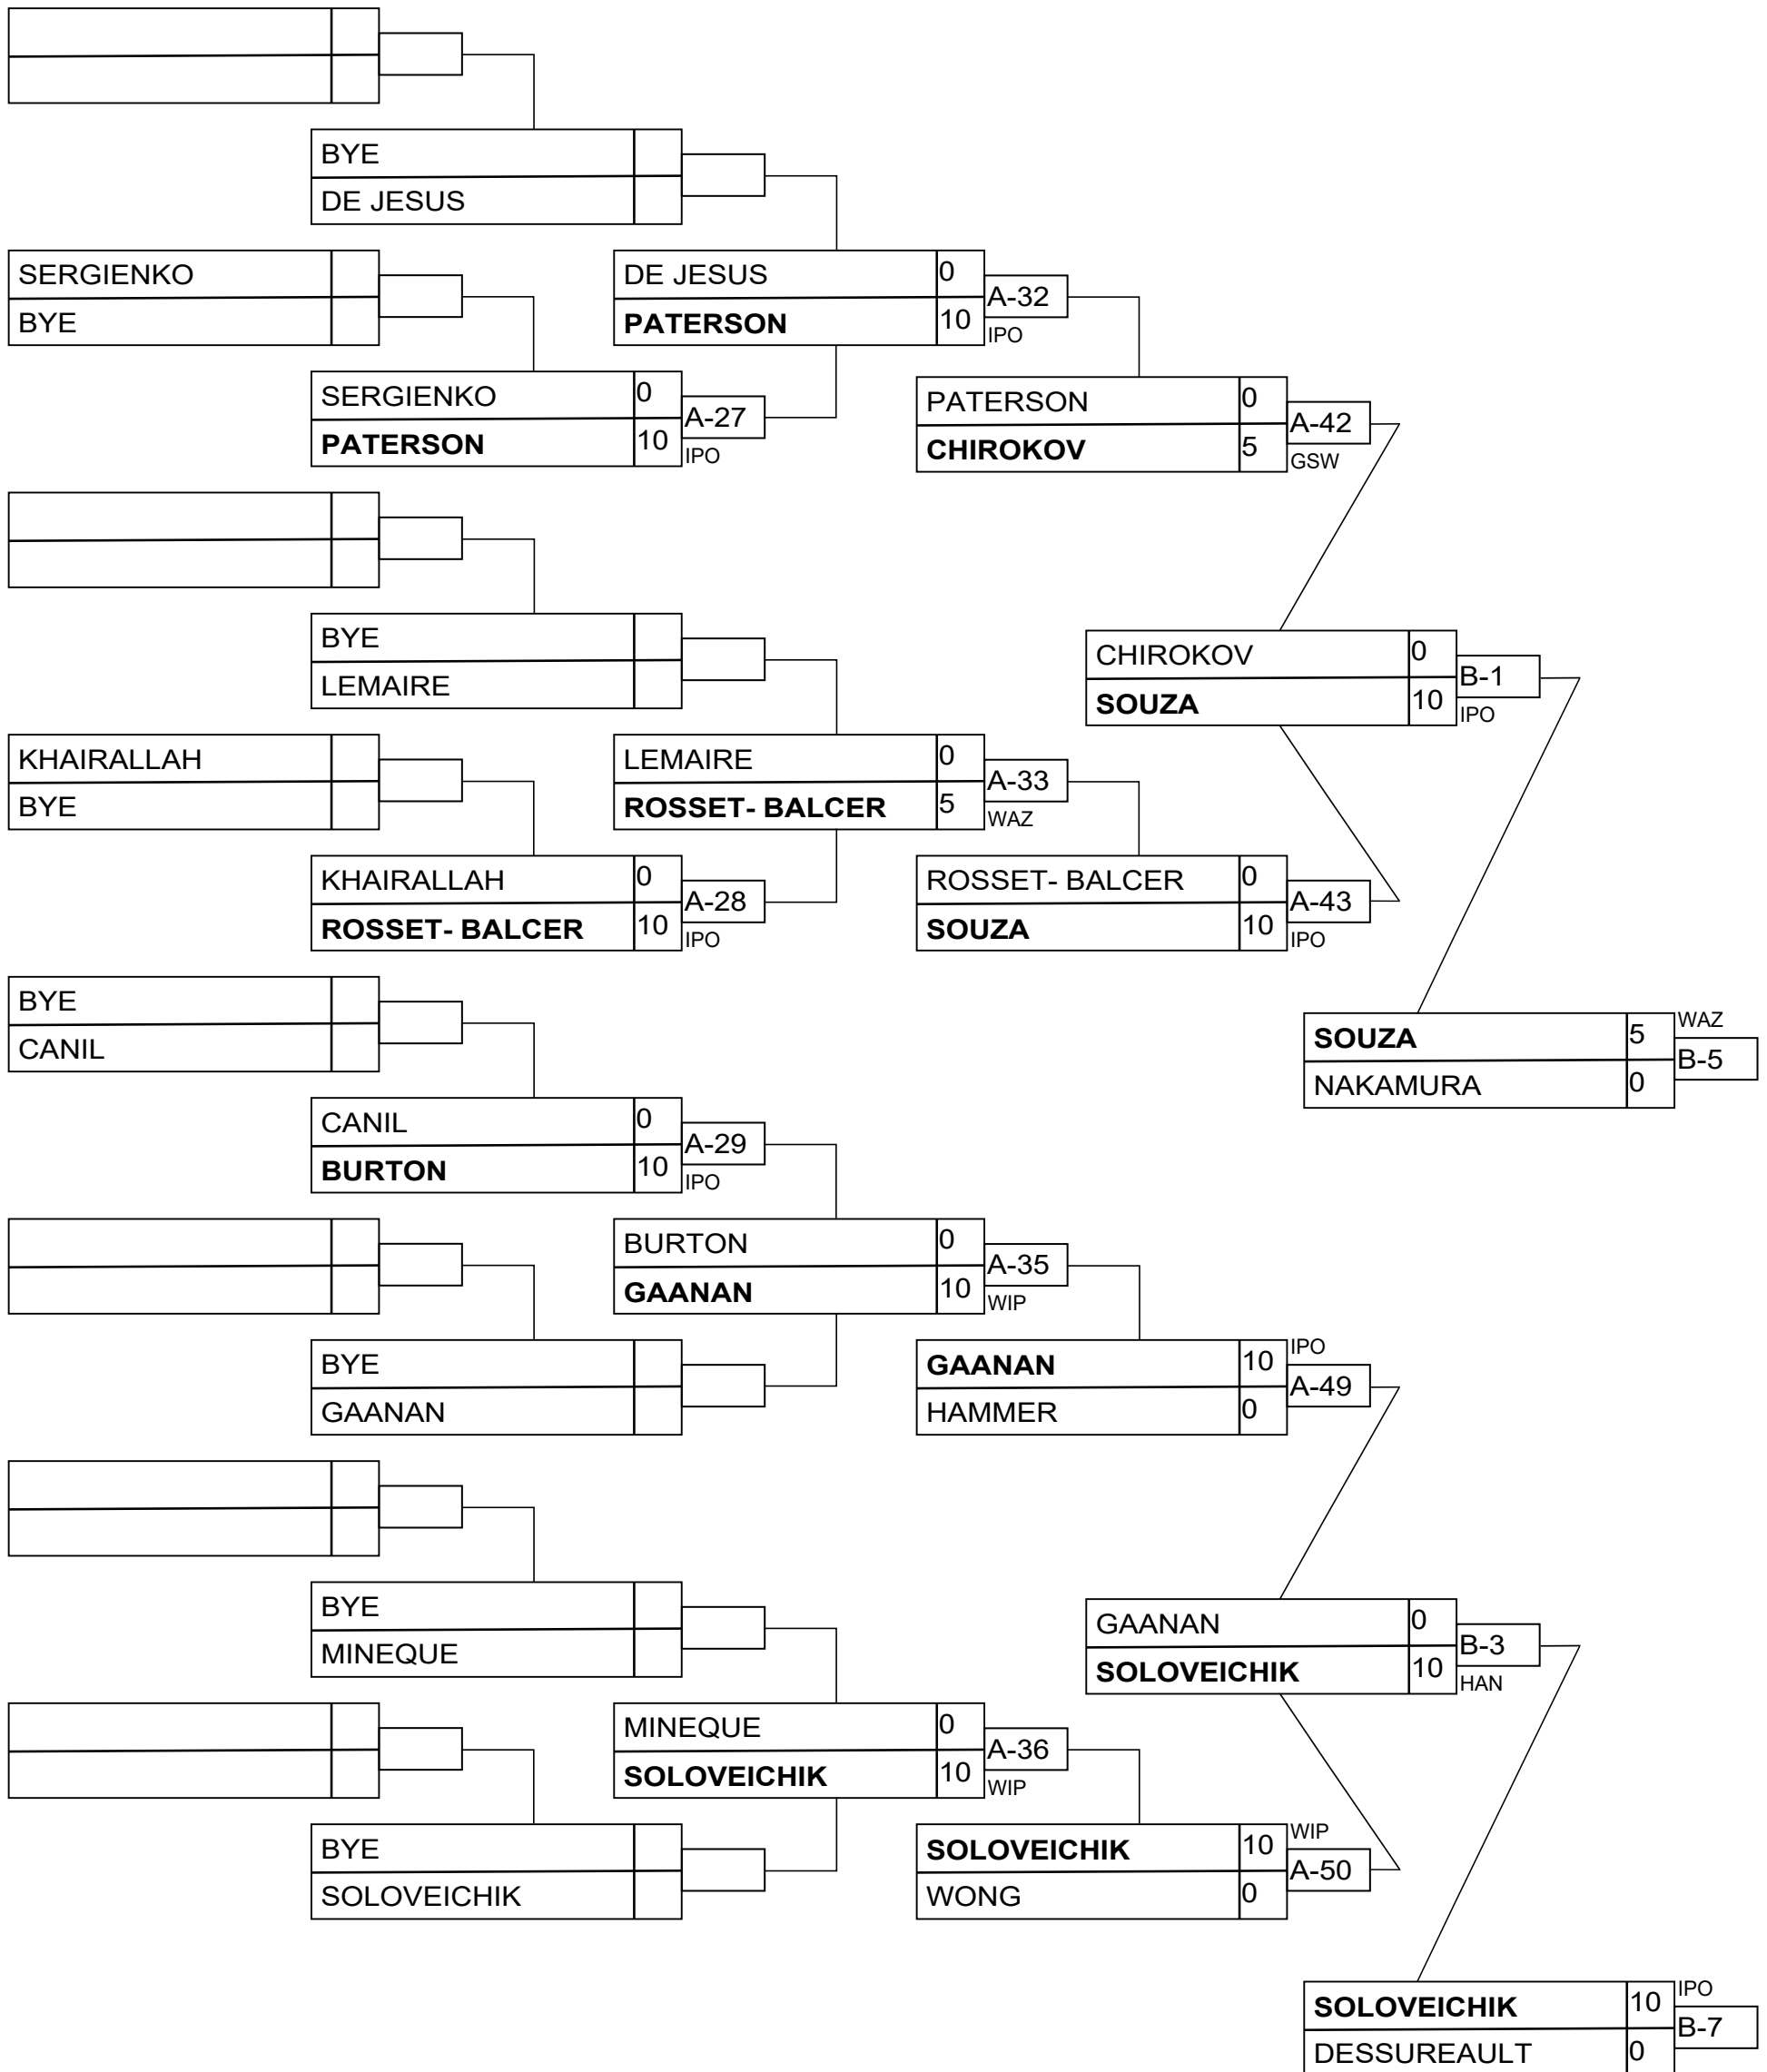 BYE
DE JESUS
SERGIENKO
BYE
DE JESUS 0
PATERSON 10
A-32
IPO
SERGIENKO 0
PATERSON 10
A-27
IPO
PATERSON 0
CHIROKOV 5
A-42
GSW
BYE
LEMAIRE
CHIROKOV 0
SOUZA 10
B-1
IPO
KHAIRALLAH
BYE
LEMAIRE 0
ROSSET- BALCER 5
A-33
WAZ
KHAIRALLAH 0
ROSSET- BALCER 10
A-28
IPO
ROSSET- BALCER 0
SOUZA 10
A-43
IPO
BYE
CANIL
SOUZA 5
NAKAMURA 0
WAZ
B-5
CANIL 0
BURTON 10
A-29
IPO
BURTON 0
GAANAN 10
A-35
WIP
BYE
GAANAN
GAANAN 10
HAMMER 0
IPO
A-49
BYE
MINEQUE
GAANAN 0
SOLOVEICHIK 10
B-3
HAN
MINEQUE 0
SOLOVEICHIK 10
A-36
WIP
BYE
SOLOVEICHIK
SOLOVEICHIK 10
WONG 0
WIP
A-50
SOLOVEICHIK 10
DESSUREAULT 0
IPO
B-7